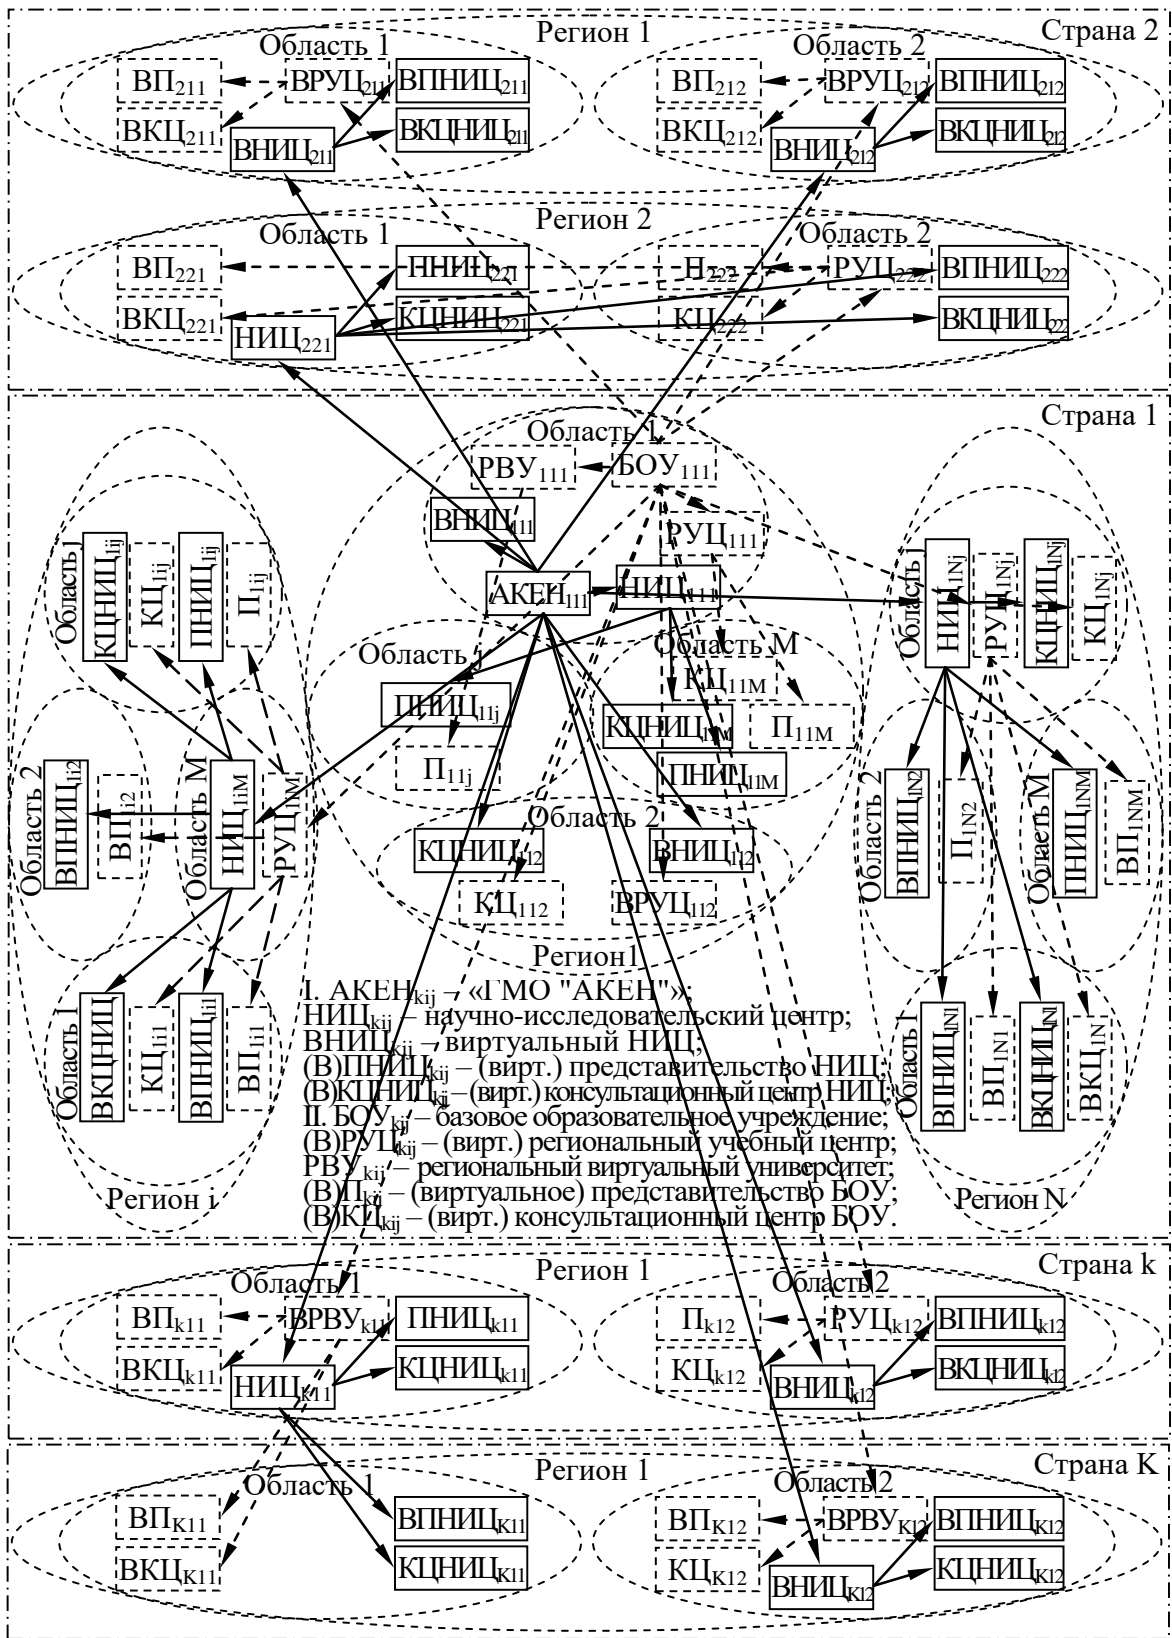 Регион 1
Страна 2
Область 1
Область 2
ВП211
ВРУЦ211
ВПНИЦ211
ВП212
ВРУЦ212
ВПНИЦ212
ВКЦ211
ВНИЦ211
ВКЦНИЦ211
ВКЦ212
ВНИЦ212
ВКЦНИЦ212
Регион 2
Область 1
Область 2
ВП221
ПНИЦ221
П222
РУЦ222
ВПНИЦ222
ВКЦ221
НИЦ221
КЦНИЦ221
КЦ222
ВКЦНИЦ222
Страна 1
Область 1
РВУ111
БОУ111
ВНИЦ111
РУЦ111
АКЕН111
НИЦ111
Область j
Область M
ПНИЦ11j
КЦ11M
КЦНИЦ11M
П11M
П11j
ПНИЦ11M
Область 2
КЦНИЦ112
ВНИЦ112
КЦ112
ВРУЦ112
Регион1
Область j
КЦНИЦ1ij
КЦ1ij
ПНИЦ1ij
П1ij
Область 2
ВПНИЦ1i2
ВП1i2
Область M
НИЦ1iM
РУЦ1iM
Область 1
ВКЦНИЦ
КЦ1i1
ВПНИЦ1i1
ВП1i1
Регион i
Область j
НИЦ1Nj
РУЦ1Nj
КЦНИЦ1Nj
КЦ1Nj
Область 2
ВПНИЦ1N2
П1N2
Область M
ПНИЦ1NM
ВП1NM
Область 1
ВПНИЦ1N1
ВП1N1
ВКЦНИЦ1N1
ВКЦ1N
Регион N
I. АКЕНkij – «ГМО "АКЕН"»;
НИЦkij – научно-исследовательский центр;
ВНИЦkij – виртуальный НИЦ;
(В)ПНИЦkij – (вирт.) представительство НИЦ;
(В)КЦНИЦkij – (вирт.) консультационный центр НИЦ;
II. БОУkij – базовое образовательное учреждение;
(В)РУЦkij – (вирт.) региональный учебный центр;
РВУkij – региональный виртуальный университет;
(В)Пkij – (виртуальное) представительство БОУ;
(В)КЦkij – (вирт.) консультационный центр БОУ.
Регион 1
Страна k
Область 1
Область 2
ВПk11
ВРВУk11
ПНИЦk11
Пk12
РУЦk12
ВПНИЦk12
ВКЦk11
НИЦk11
КЦНИЦk11
КЦk12
ВНИЦk12
ВКЦНИЦk12
Регион 1
Страна K
Область 1
Область 2
ВПK11
ВПНИЦK11
ВПK12
ВРВУK12
ВПНИЦK12
ВКЦK11
КЦНИЦK11
КЦK12
ВНИЦK12
КЦНИЦK12